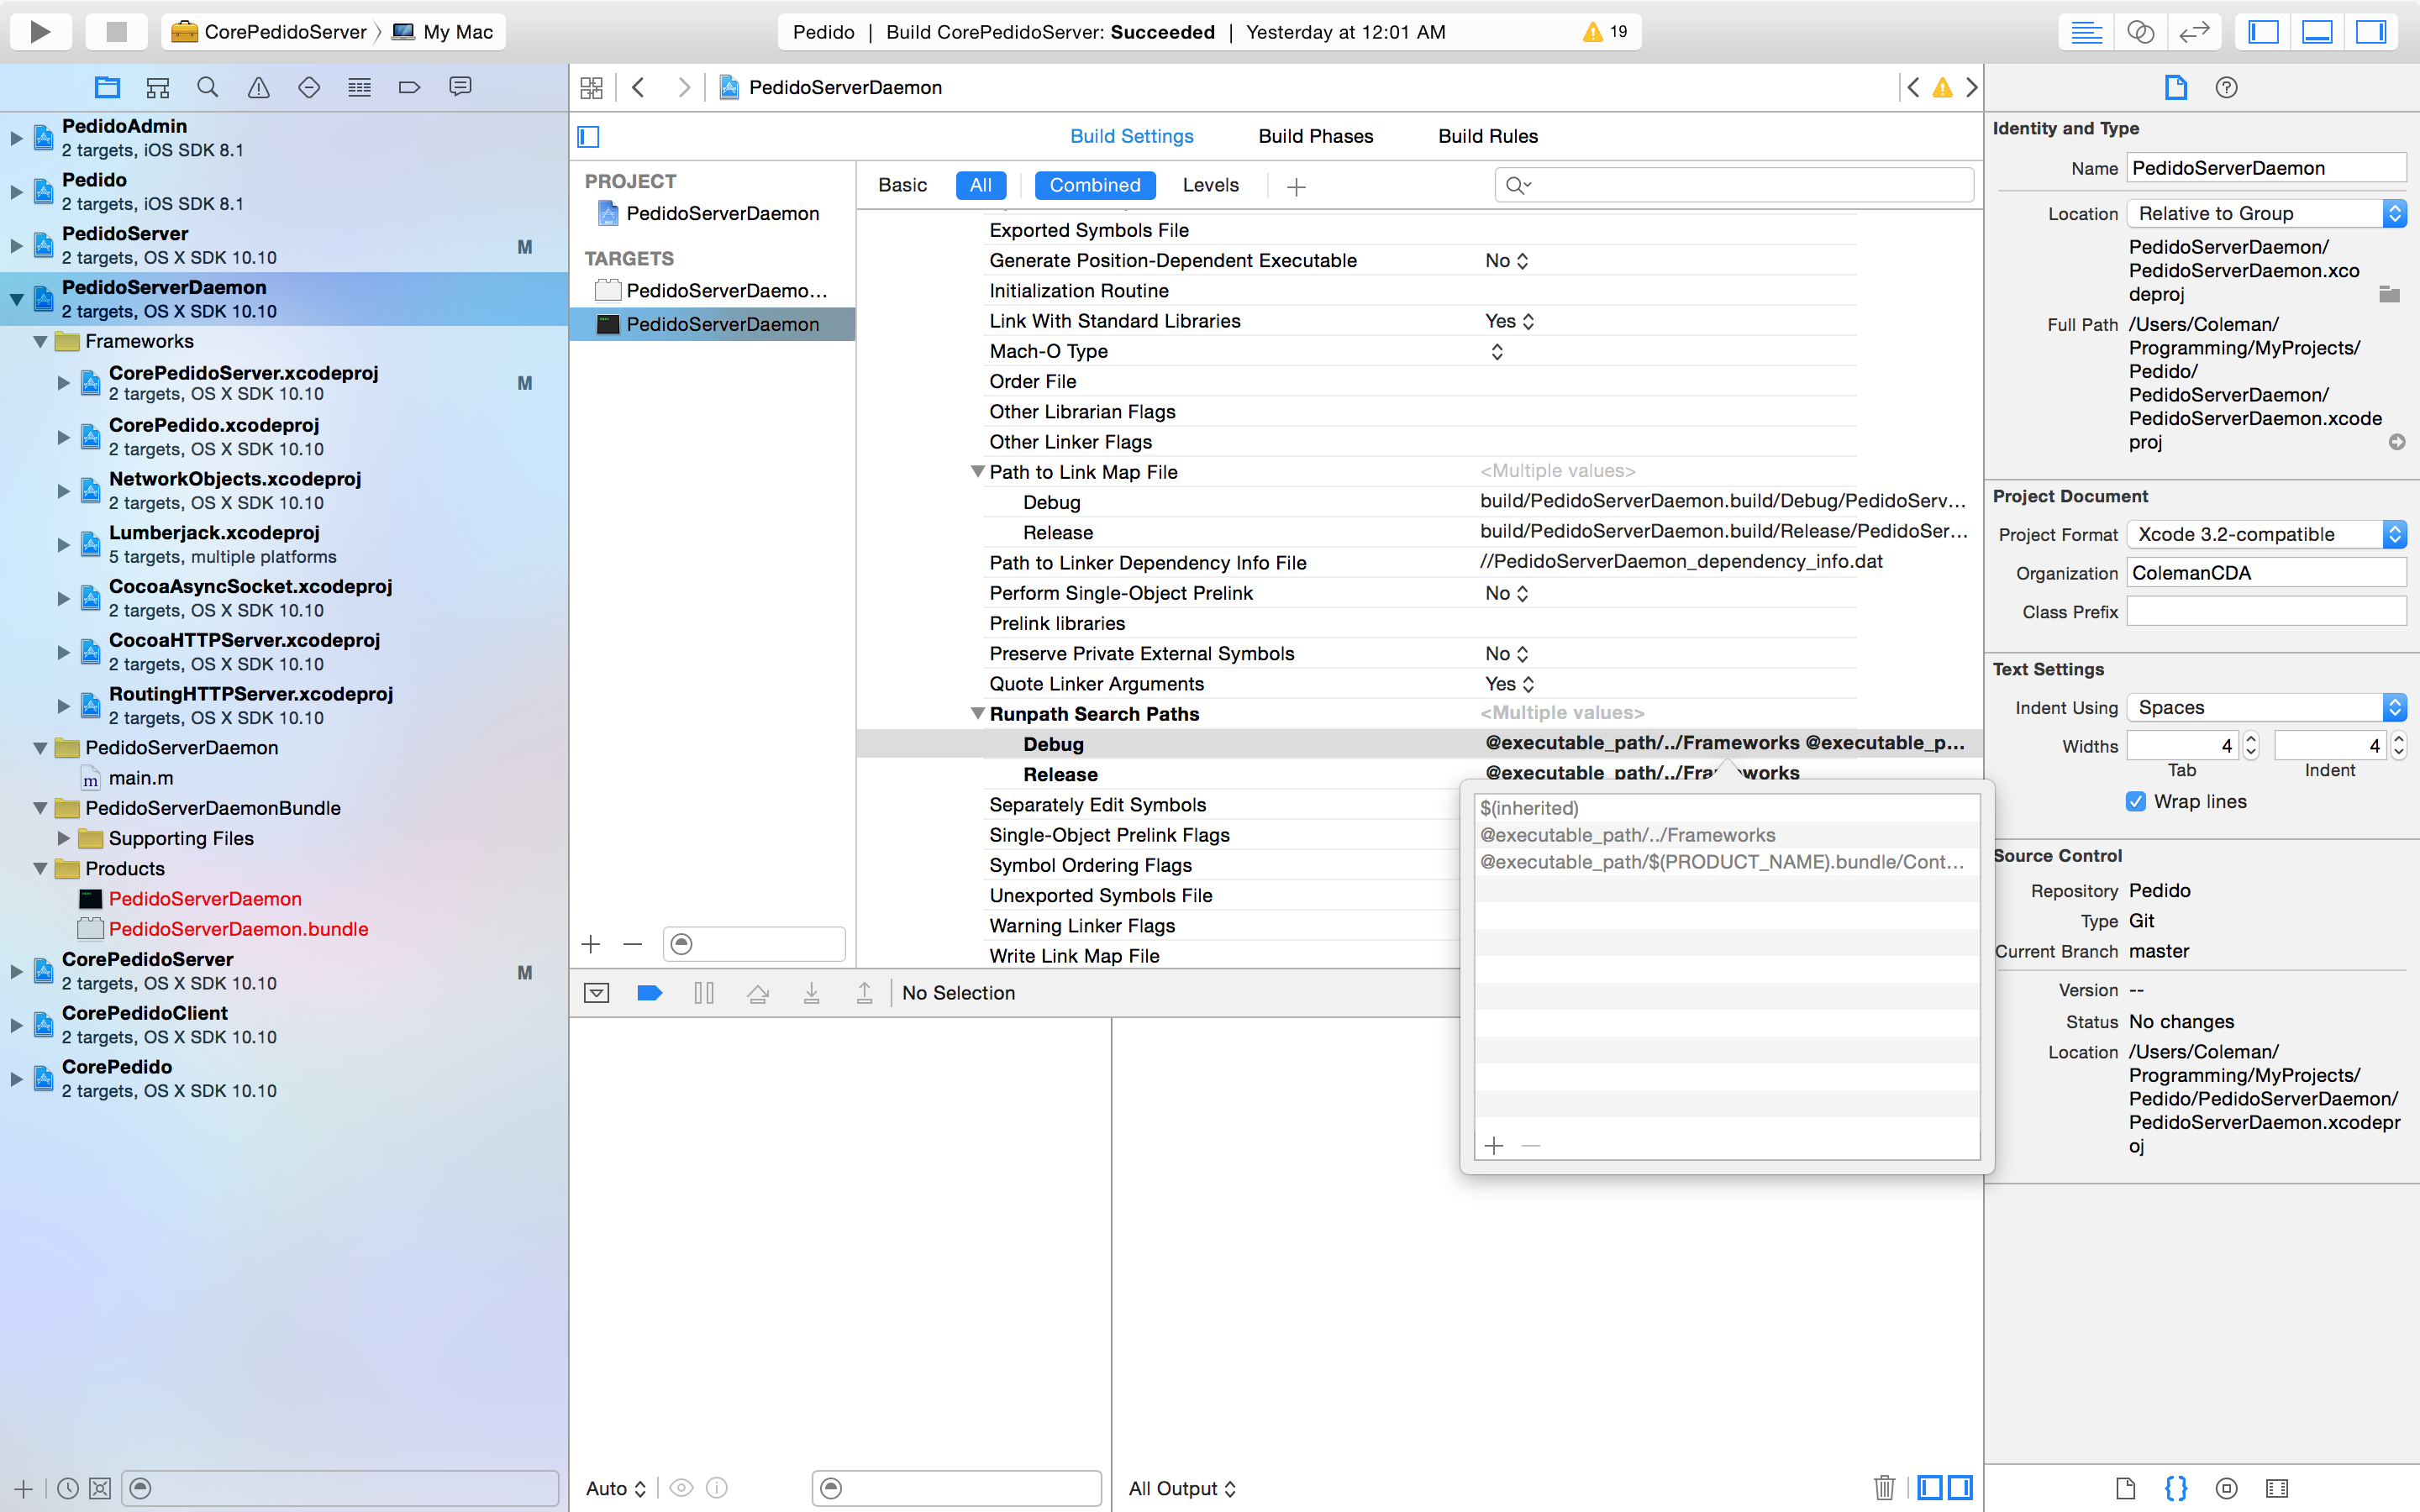 CorePedidoServer
My Mac
Pedido | Build CorePedidoServer: Succeeded | Yesterday at 12:01 AM
19
PedidoAdmin
2 targets, iOS SDK 8.1
Pedido
2 targets, iOS SDK 8.1
PedidoServer
2 targets, OS X SDK 10.10
M
PedidoServerDaemon
2 targets, OS X SDK 10.10
Frameworks
CorePedidoServer.xcodeproj
2 targets, OS X SDK 10.10
M
CorePedido.xcodeproj
2 targets, OS X SDK 10.10
NetworkObjects.xcodeproj
2 targets, OS X SDK 10.10
Lumberjack.xcodeproj
5 targets, multiple platforms
CocoaAsyncSocket.xcodeproj
2 targets, OS X SDK 10.10
CocoaHTTPServer.xcodeproj
2 targets, OS X SDK 10.10
RoutingHTTPServer.xcodeproj
2 targets, OS X SDK 10.10
PedidoServerDaemon
m main.m
PedidoServerDaemonBundle
Supporting Files
Products
PedidoServerDaemon
PedidoServerDaemon.bundle
CorePedidoServer
2 targets, OS X SDK 10.10
M
CorePedidoClient
2 targets, OS X SDK 10.10
CorePedido
2 targets, OS X SDK 10.10
PedidoServerDaemon
Build Settings
Build Phases
Build Rules
PROJECT
PedidoServerDaemon
TARGETS
PedidoServerDaemo...
PedidoServerDaemon
Basic
All
Combined
Levels
Exported Symbols File
Generate Position-Dependent Executable No
Initialization Routine
Link With Standard Libraries Yes
Mach-O Type
Order File
Other Librarian Flags
Other Linker Flags
Path to Link Map File <Multiple values>
Debug build/PedidoServerDaemon.build/Debug/PedidoServ...
Release build/PedidoServerDaemon.build/Release/PedidoSer...
Path to Linker Dependency Info File //PedidoServerDaemon_dependency_info.dat
Perform Single-Object Prelink No
Prelink libraries
Preserve Private External Symbols No
Quote Linker Arguments Yes
Runpath Search Paths <Multiple values>
Debug @executable_path/../Frameworks @executable_p...
Release @executable_path/../Frameworks
Separately Edit Symbols
Single-Object Prelink Flags
Symbol Ordering Flags
Unexported Symbols File
Warning Linker Flags
Write Link Map File
$(inherited)
@executable_path/../Frameworks
@executable_path/$(PRODUCT_NAME).bundle/Cont...
No Selection
Auto
All Output
Identity and Type
Name PedidoServerDaemon
Location Relative to Group
PedidoServerDaemon/
PedidoServerDaemon.xco
deproj
Full Path /Users/Coleman/
Programming/MyProjects/
Pedido/
PedidoServerDaemon/
PedidoServerDaemon.xcode
proj
Project Document
Project Format Xcode 3.2-compatible
Organization ColemanCDA
Class Prefix
Text Settings
Indent Using Spaces
Widths 4 4
Tab Indent
Wrap lines
Source Control
Repository Pedido
Type Git
Current Branch master
Version --
Status No changes
Location /Users/Coleman/
Programming/MyProjects/
Pedido/PedidoServerDaemon/
PedidoServerDaemon.xcodepr
oj